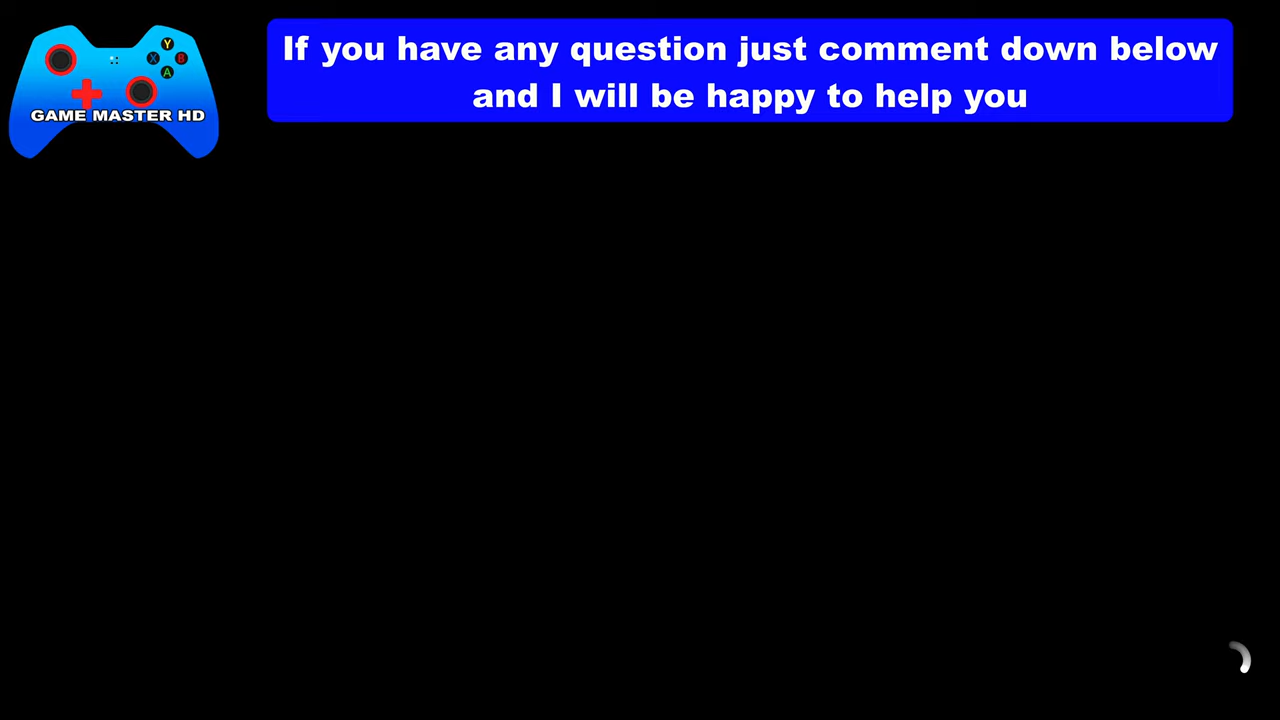 If you have any question just comment down below
and I will be happy to help you
Y
X B
A
GAME MASTER HD